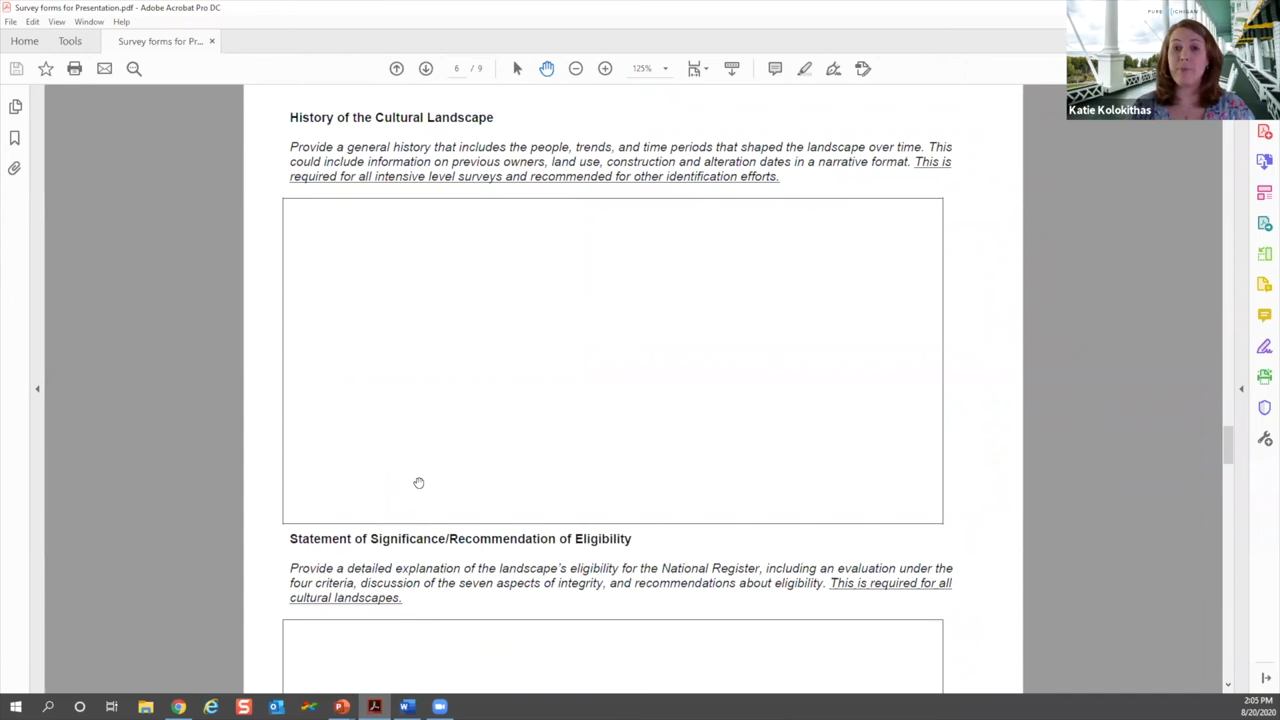 Survey forms for Presentation.pdf - Adobe Acrobat Pro DC
File Edit View Window Help
Home Tools Survey forms for Pr... ×
6 / 9 125%
PURE MICHIGAN
Katie Kolokithas
History of the Cultural Landscape
Provide a general history that includes the people, trends, and time periods that shaped the landscape over time. This
could include information on previous owners, land use, construction and alteration dates in a narrative format. This is
required for all intensive level surveys and recommended for other identification efforts.
Statement of Significance/Recommendation of Eligibility
Provide a detailed explanation of the landscape's eligibility for the National Register, including an evaluation under the
four criteria, discussion of the seven aspects of integrity, and recommendations about eligibility. This is required for all
cultural landscapes.
2:05 PM
8/20/2020